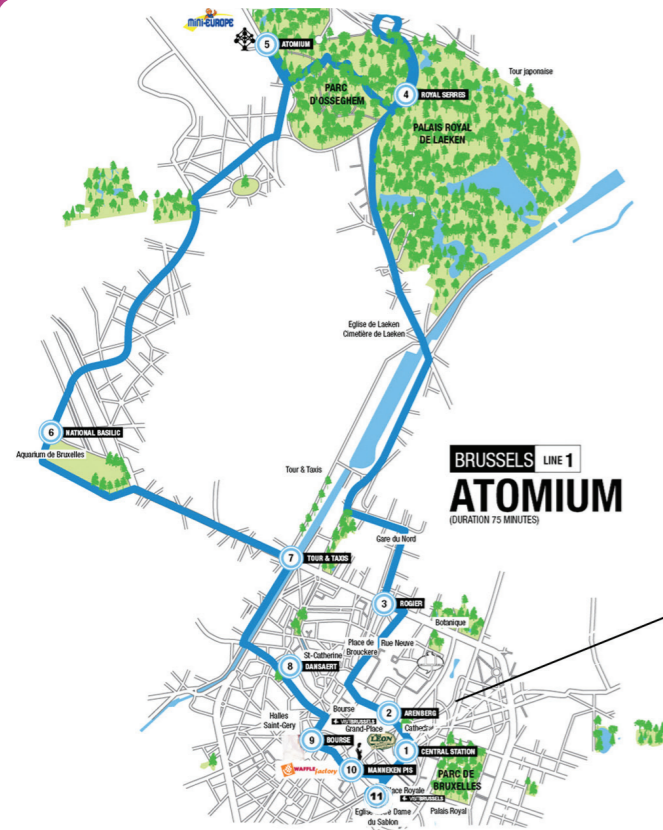 mini-EUROPE
5 ATOMIUM
Tour japonaise
PARC
D'OSSEGHEM
4 ROYAL SERRES
PALAIS ROYAL
DE LAEKEN
Eglise de Laeken
Cimetière de Laeken
6 NATIONAL BASILIC
Aquarium de Bruxelles
BRUSSELS LINE 1
ATOMIUM
(DURATION 75 MINUTES)
Tour & Taxis
Gare du Nord
7 TOUR & TAXIS
3 ROGIER
Botanique
Place de
Brouckere
Rue Neuve
St-Catherine
8 DANSAERT
Halles
Saint-Gery
Bourse
VISITBRUSSELS
Grand-Place
2 ARENBERG
Cathed
9 BOURSE
LÉON
1 CENTRAL STATION
WAFFLE factory
10 MANNEKEN PIS
PARC DE
BRUXELLES
11
lace Royale
VISITBRUSSELS
Eglise Dame
du Sablon
Palais Royal